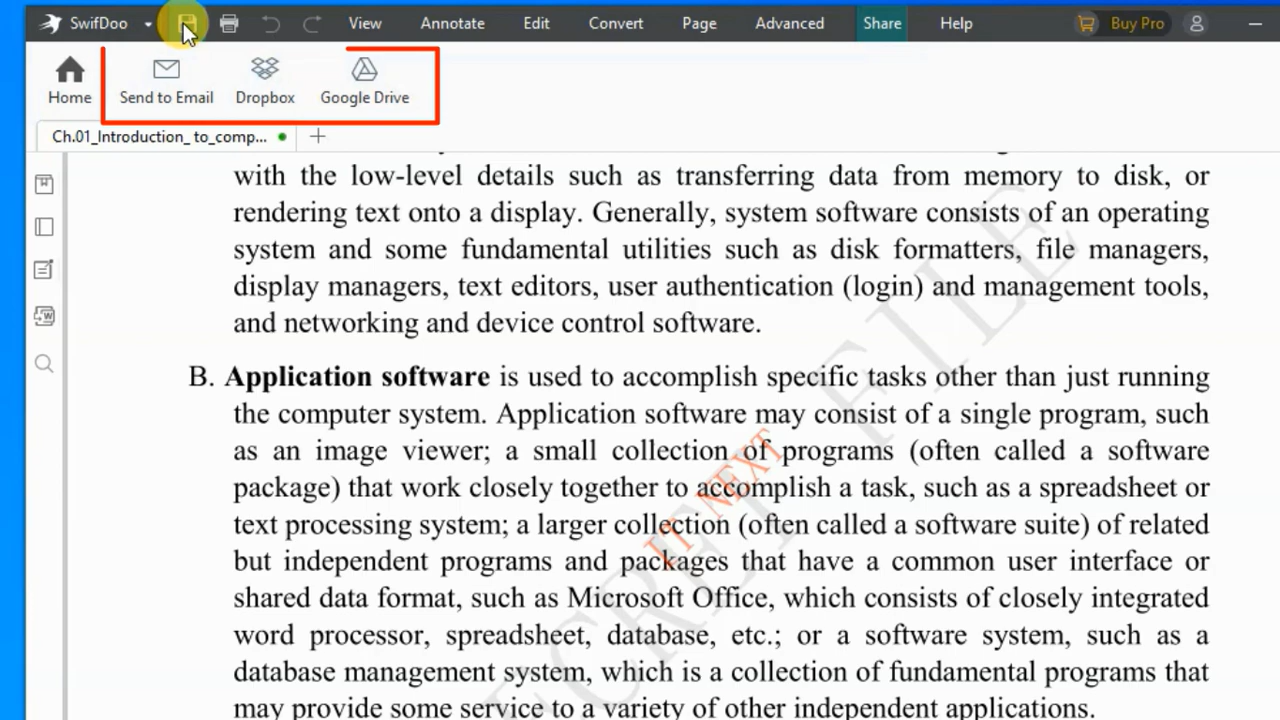 SwifDoo View Annotate Edit Convert Page Advanced Share Help Buy Pro
Home Send to Email Dropbox Google Drive
Ch.01_Introduction_ to_comp...
with the low-level details such as transferring data from memory to disk, or
rendering text onto a display. Generally, system software consists of an operating
system and some fundamental utilities such as disk formatters, file managers,
display managers, text editors, user authentication (login) and management tools,
and networking and device control software.
B. Application software is used to accomplish specific tasks other than just running
the computer system. Application software may consist of a single program, such
as an image viewer; a small collection of programs (often called a software
package) that work closely together to accomplish a task, such as a spreadsheet or
text processing system; a larger collection (often called a software suite) of related
but independent programs and packages that have a common user interface or
shared data format, such as Microsoft Office, which consists of closely integrated
word processor, spreadsheet, database, etc.; or a software system, such as a
database management system, which is a collection of fundamental programs that
may provide some service to a variety of other independent applications.
IT NEXT
ECRET FILE